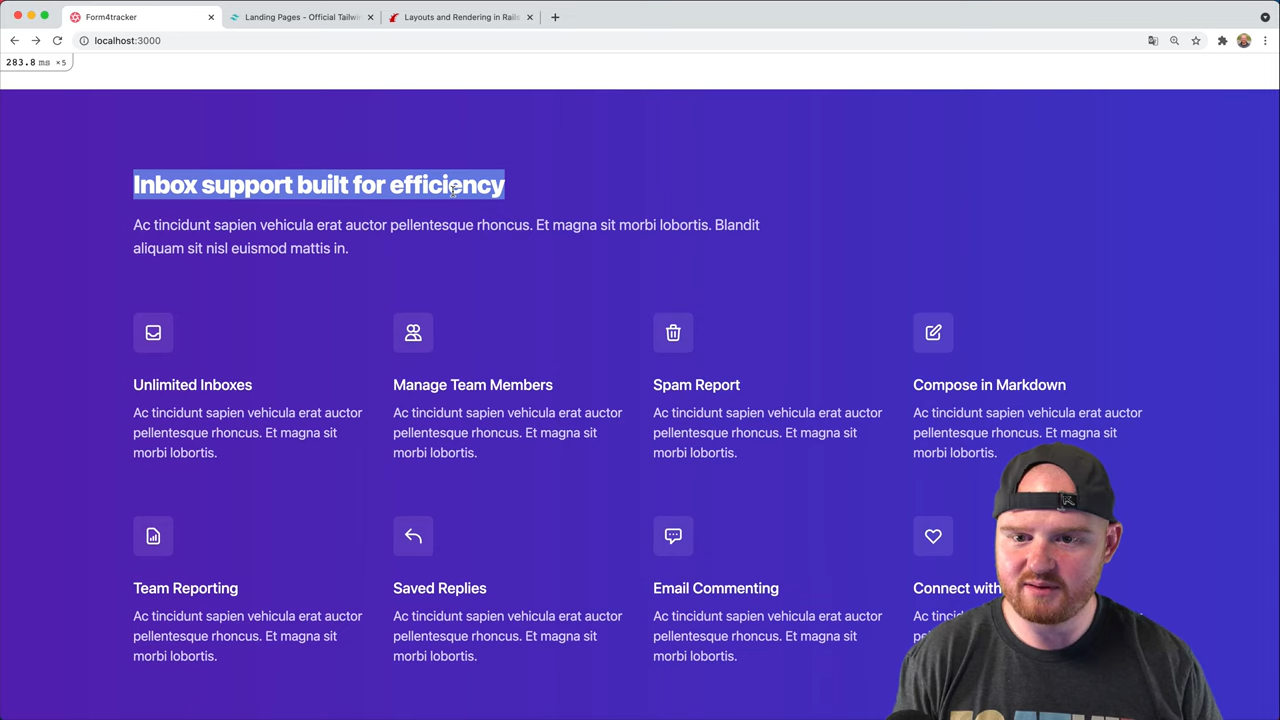 Form4tracker
Landing Pages - Official Tailwi
Layouts and Rendering in Rails
localhost:3000
283.8 ms ×5
Inbox support built for efficiency
Ac tincidunt sapien vehicula erat auctor pellentesque rhoncus. Et magna sit morbi lobortis. Blandit
aliquam sit nisl euismod mattis in.
Unlimited Inboxes
Ac tincidunt sapien vehicula erat auctor
pellentesque rhoncus. Et magna sit
morbi lobortis.
Manage Team Members
Ac tincidunt sapien vehicula erat auctor
pellentesque rhoncus. Et magna sit
morbi lobortis.
Spam Report
Ac tincidunt sapien vehicula erat auctor
pellentesque rhoncus. Et magna sit
morbi lobortis.
Compose in Markdown
Ac tincidunt sapien vehicula erat auctor
pellentesque rhoncus. Et magna sit
morbi lobortis.
Team Reporting
Ac tincidunt sapien vehicula erat auctor
pellentesque rhoncus. Et magna sit
morbi lobortis.
Saved Replies
Ac tincidunt sapien vehicula erat auctor
pellentesque rhoncus. Et magna sit
morbi lobortis.
Email Commenting
Ac tincidunt sapien vehicula erat auctor
pellentesque rhoncus. Et magna sit
morbi lobortis.
Connect with
Ac
pellen
morbi